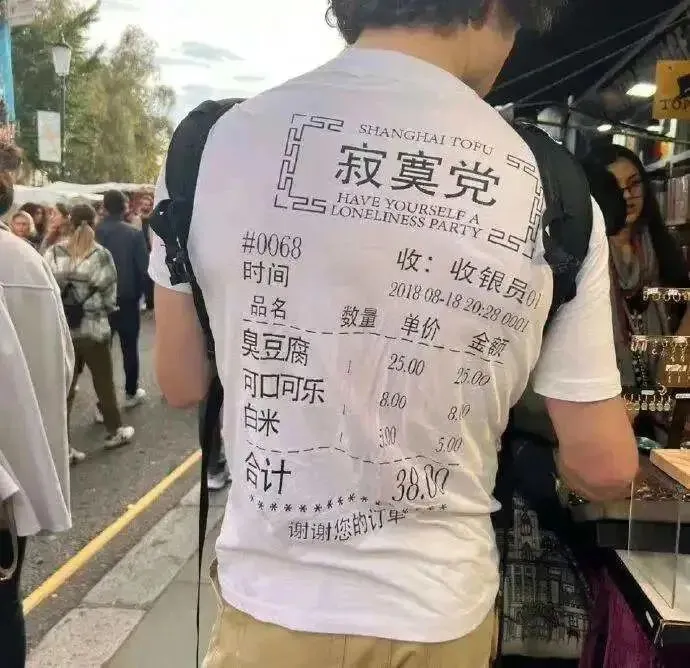 SHANGHAI TOFU
寂寞党
HAVE YOURSELF A
LONELINESS PARTY
#0068
收：收银员01
时间
2018-08-18 20:28 0001
品名 数量 单价 金额
臭豆腐 1 25.00 25.00
可口可乐 1 8.00 8.00
白米 1 5.00 5.00
合计 38.00
谢谢您的订单